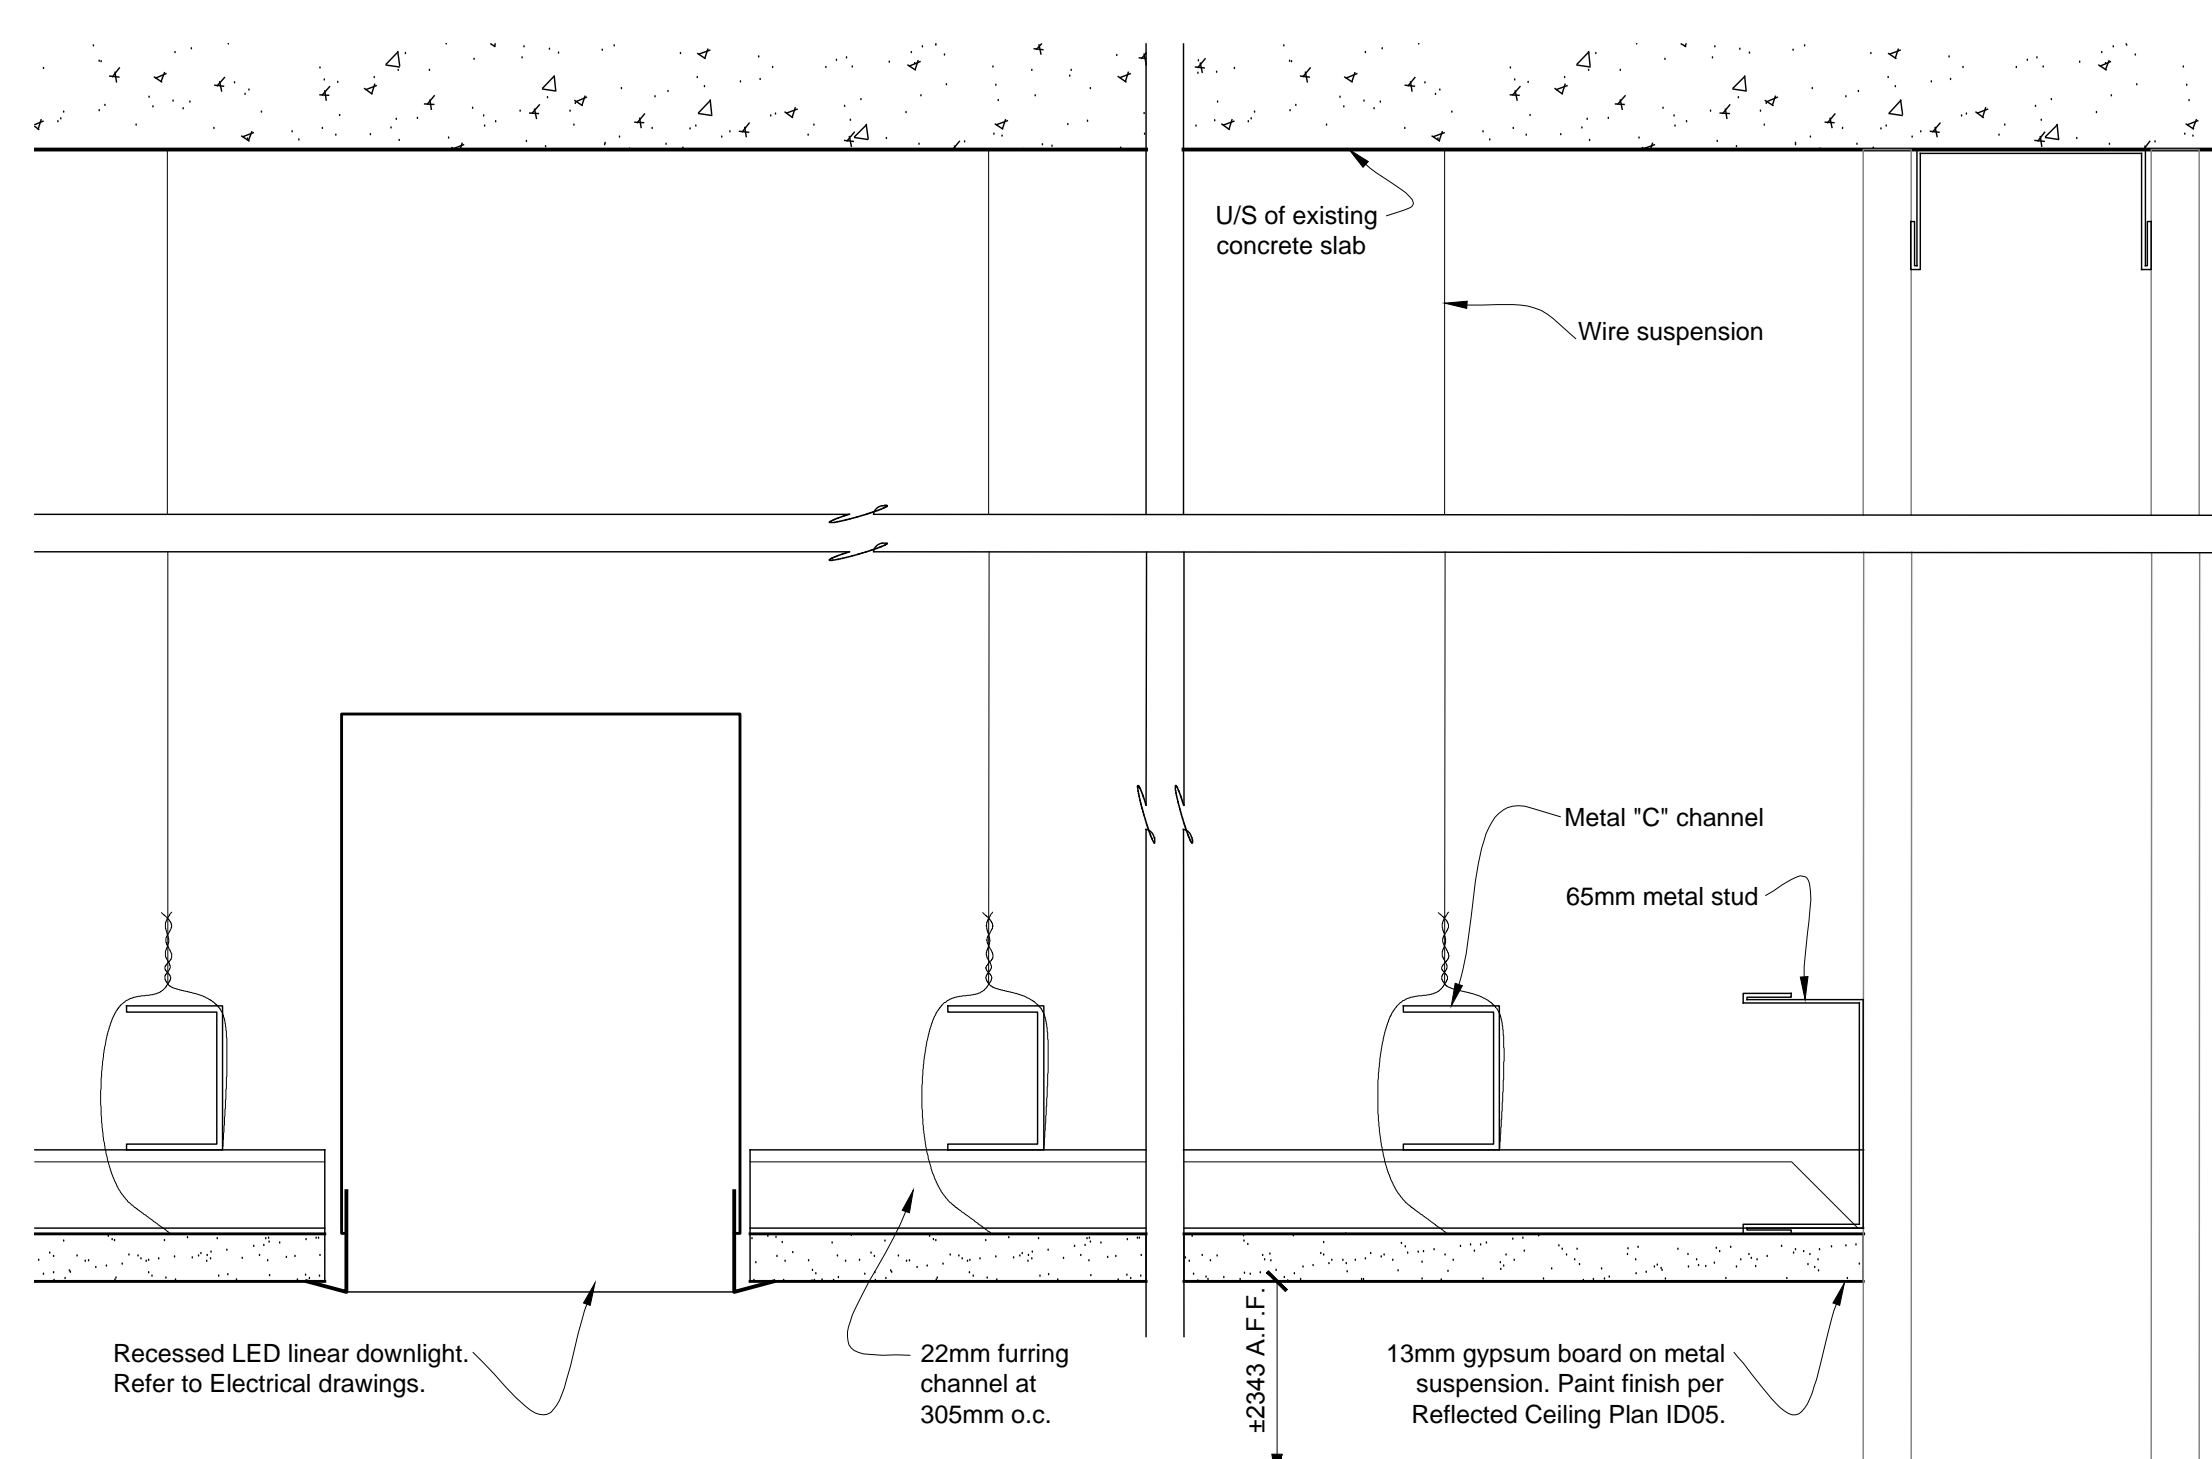 U/S of existing
concrete slab
Wire suspension
Metal "C" channel
65mm metal stud
Recessed LED linear downlight.
Refer to Electrical drawings.
22mm furring
channel at
305mm o.c.
±2343 A.F.F.
13mm gypsum board on metal
suspension. Paint finish per
Reflected Ceiling Plan ID05.